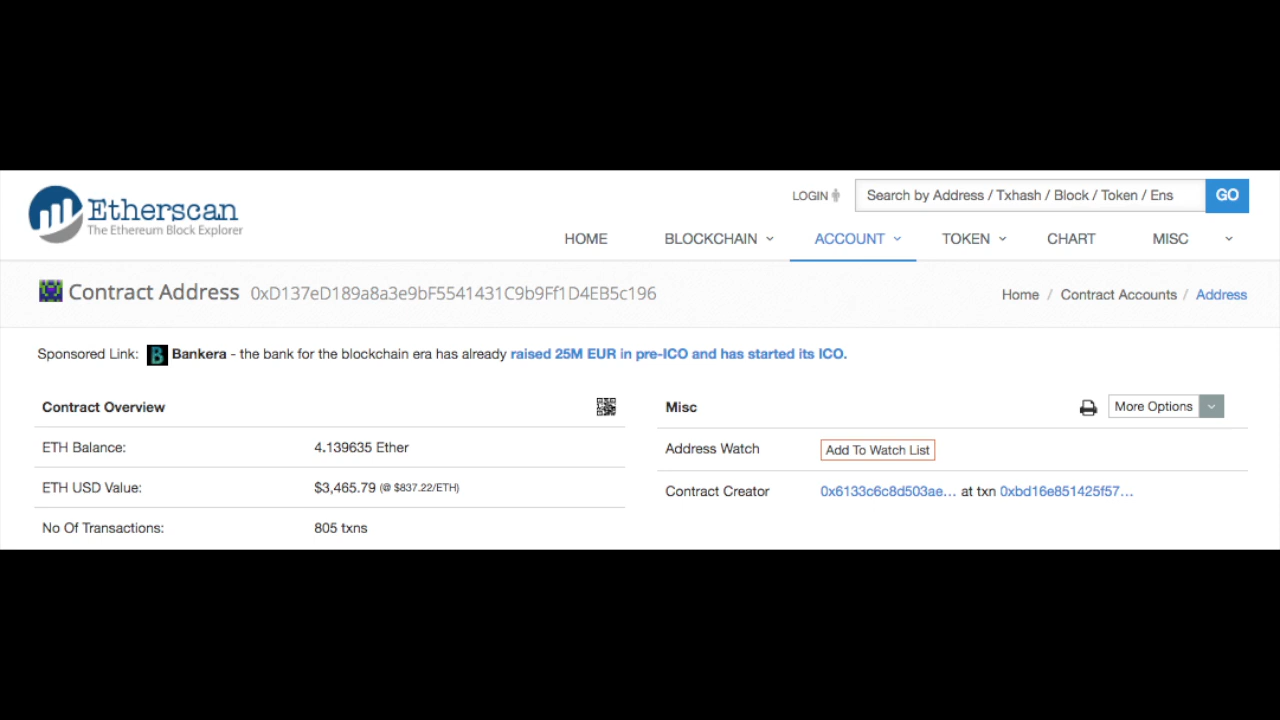 Etherscan
The Ethereum Block Explorer
LOGIN
Search by Address / Txhash / Block / Token / Ens
GO
HOME BLOCKCHAIN ACCOUNT TOKEN CHART MISC
Contract Address 0xD137eD189a8a3e9bF5541431C9b9Ff1D4EB5c196
Home / Contract Accounts / Address
Sponsored Link: B Bankera - the bank for the blockchain era has already raised 25M EUR in pre-ICO and has started its ICO.
Contract Overview
ETH Balance: 4.139635 Ether
ETH USD Value: $3,465.79 (@ $837.22/ETH)
No Of Transactions: 805 txns
Misc
More Options
Address Watch Add To Watch List
Contract Creator 0x6133c6c8d503ae... at txn 0xbd16e851425f57...